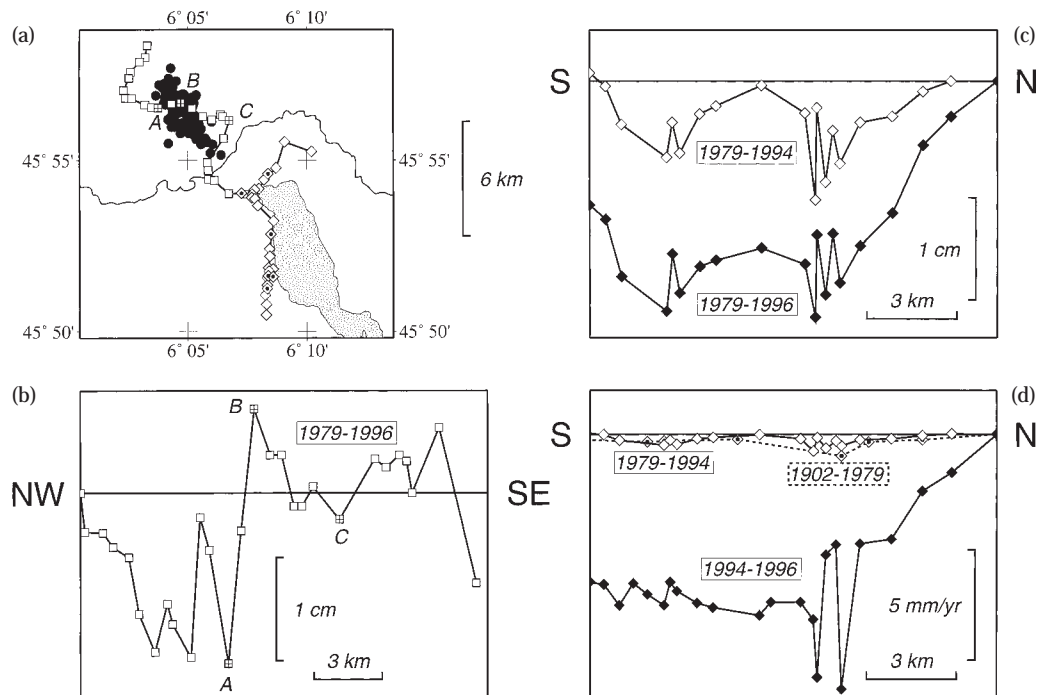 (a)
6° 05'
6° 10'
B
A
C
45° 55'
45° 55'
6 km
45° 50'
45° 50'
6° 05'
6° 10'
(b)
B
1979-1996
NW
SE
C
1 cm
3 km
A
(c)
S
N
1979-1994
1979-1996
1 cm
3 km
(d)
S
N
1979-1994
1902-1979
1994-1996
5 mm/yr
3 km